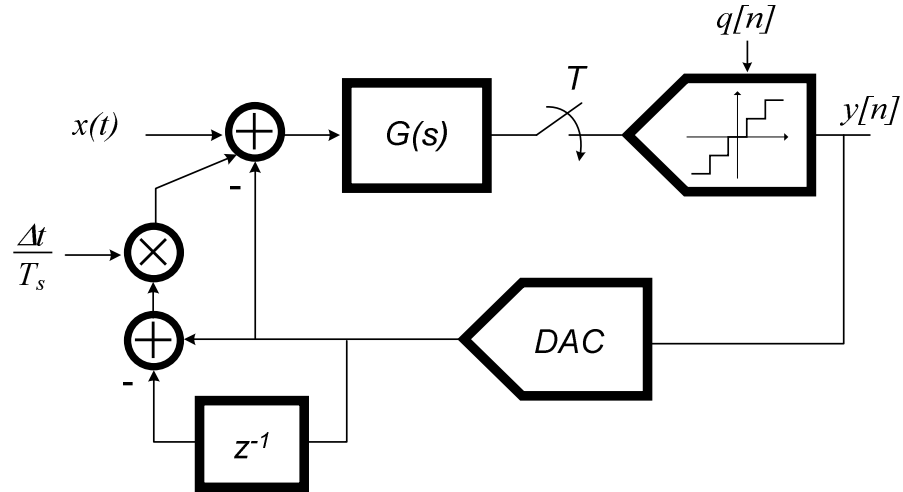 q[n]
T
x(t)
G(s)
y[n]
-
Δt
T_s
DAC
-
z^-1